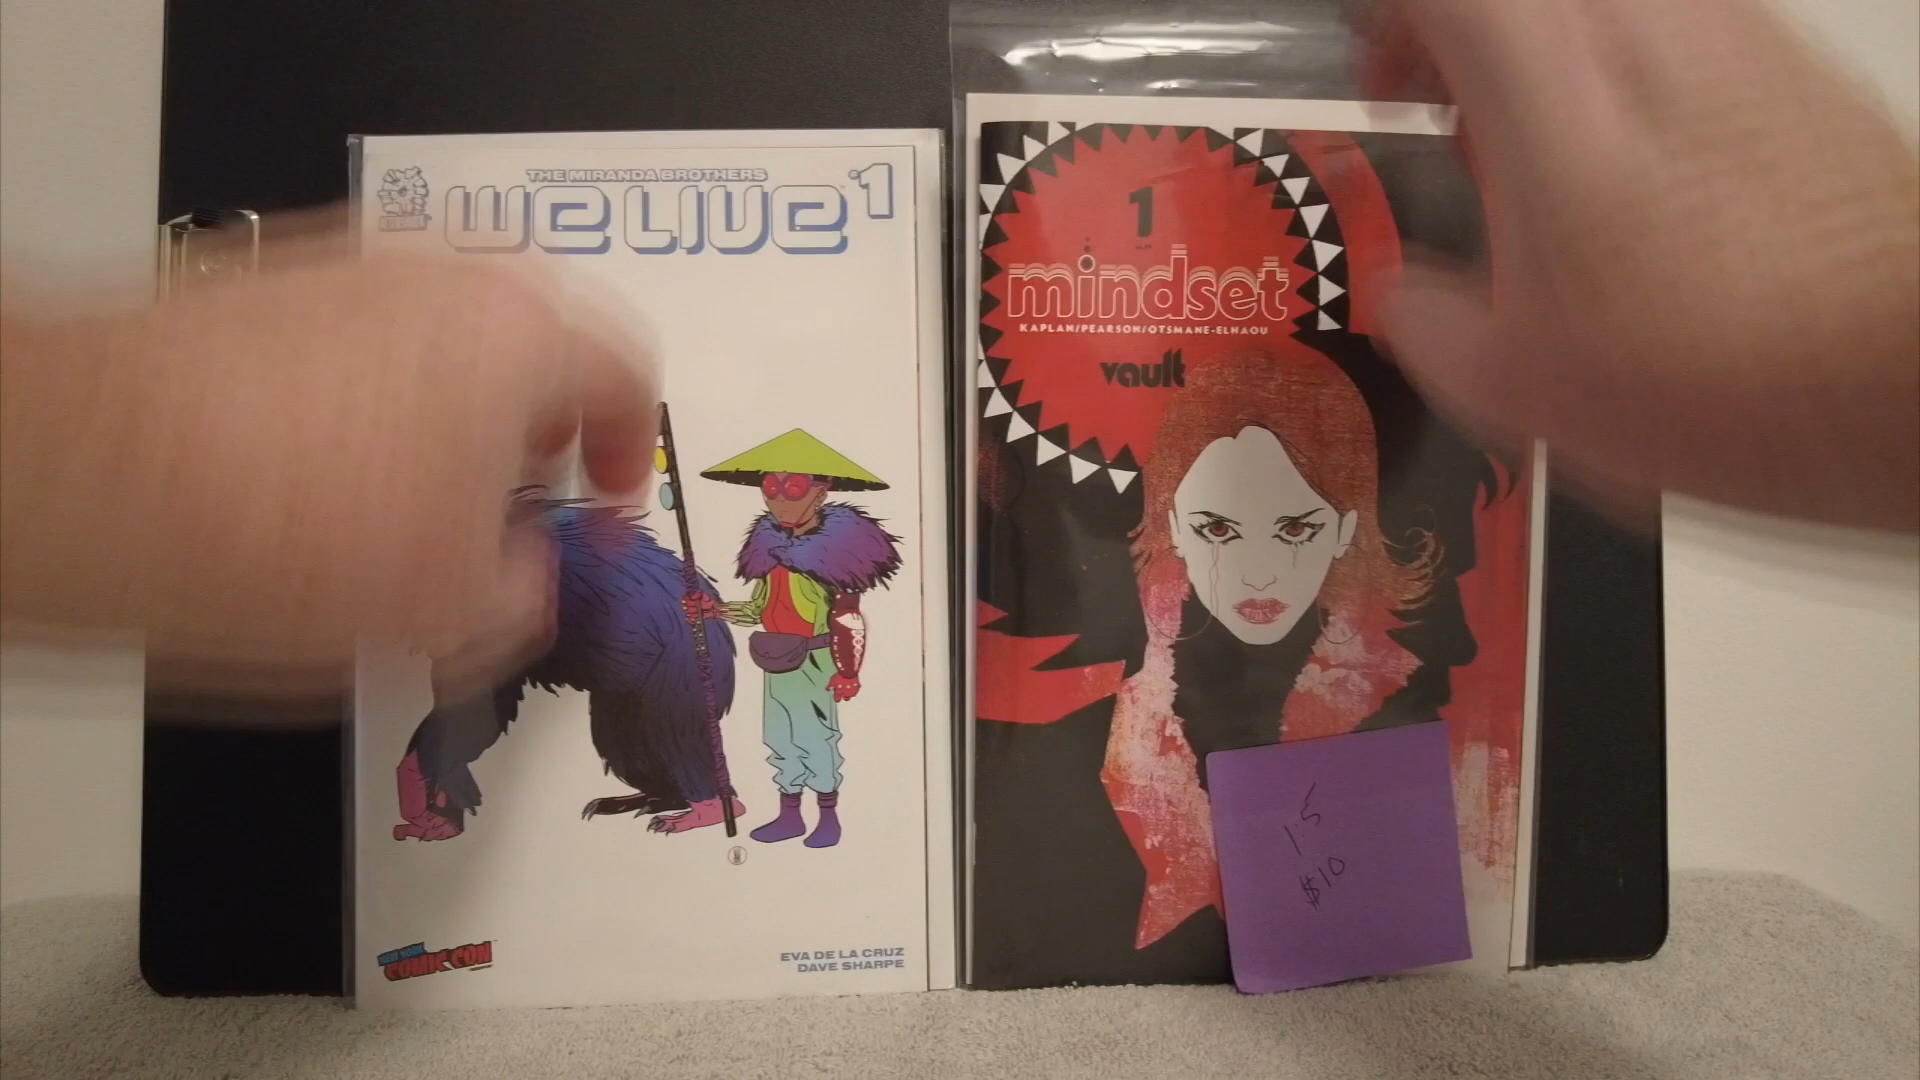 THE MIRANDA BROTHERS
WE LIVE #1
NEW YORK
COMIC CON
EVA DE LA CRUZ
DAVE SHARPE
1
mindset
KAPLAN/PEARSON/OTSMANE-ELHAOU
vault
1:5
$10